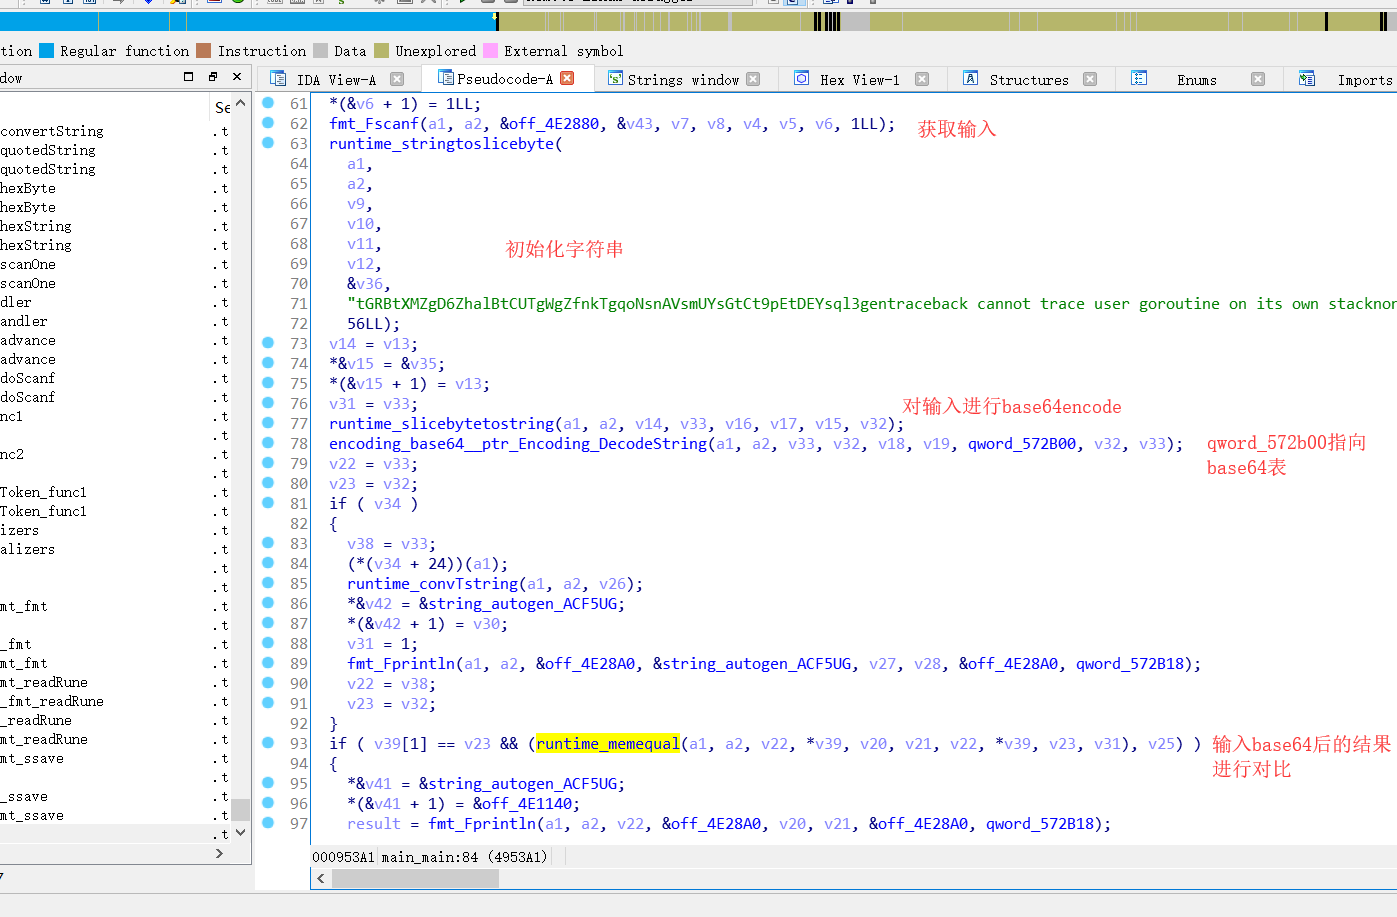 tion Regular function Instruction Data Unexplored External symbol
dow
IDA View-A Pseudocode-A Strings window Hex View-1 Structures Enums Imports
Se
convertString .t
quotedString .t
quotedString .t
hexByte .t
hexByte .t
hexString .t
hexString .t
scanOne .t
scanOne .t
dler .t
andler .t
advance .t
advance .t
doScanf .t
doScanf .t
nc1 .t
.t
nc2 .t
.t
Token_func1 .t
Token_func1 .t
izers .t
alizers .t
.t
.t
mt_fmt .t
.t
_fmt .t
mt_fmt .t
mt_readRune .t
_fmt_readRune .t
_readRune .t
mt_readRune .t
mt_ssave .t
.t
_ssave .t
mt_ssave .t
.t
61 *(&v6 + 1) = 1LL;
62 fmt_Fscanf(a1, a2, &off_4E2880, &v43, v7, v8, v4, v5, v6, 1LL);
获取输入
63 runtime_stringtoslicebyte(
64 a1,
65 a2,
66 v9,
67 v10,
68 v11,
初始化字符串
69 v12,
70 &v36,
71 "tGRBtXMZgD6ZhalBtCUTgWgZfnkTgqoNsnAVsmUYsGtCt9pEtDEYsql3gentraceback cannot trace user goroutine on its own stacknon
72 56LL);
73 v14 = v13;
74 *&v15 = &v35;
75 *(&v15 + 1) = v13;
76 v31 = v33;
对输入进行base64encode
77 runtime_slicebytetostring(a1, a2, v14, v33, v16, v17, v15, v32);
78 encoding_base64__ptr_Encoding_DecodeString(a1, a2, v33, v32, v18, v19, qword_572B00, v32, v33);
qword_572b00指向
base64表
79 v22 = v33;
80 v23 = v32;
81 if ( v34 )
82 {
83 v38 = v33;
84 (*(v34 + 24))(a1);
85 runtime_convTstring(a1, a2, v26);
86 *&v42 = &string_autogen_ACF5UG;
87 *(&v42 + 1) = v30;
88 v31 = 1;
89 fmt_Fprintln(a1, a2, &off_4E28A0, &string_autogen_ACF5UG, v27, v28, &off_4E28A0, qword_572B18);
90 v22 = v38;
91 v23 = v32;
92 }
93 if ( v39[1] == v23 && (runtime_memequal(a1, a2, v22, *v39, v20, v21, v22, *v39, v23, v31), v25) )
输入base64后的结果
进行对比
94 {
95 *&v41 = &string_autogen_ACF5UG;
96 *(&v41 + 1) = &off_4E1140;
97 result = fmt_Fprintln(a1, a2, v22, &off_4E28A0, v20, v21, &off_4E28A0, qword_572B18);
000953A1 main_main:84 (4953A1)